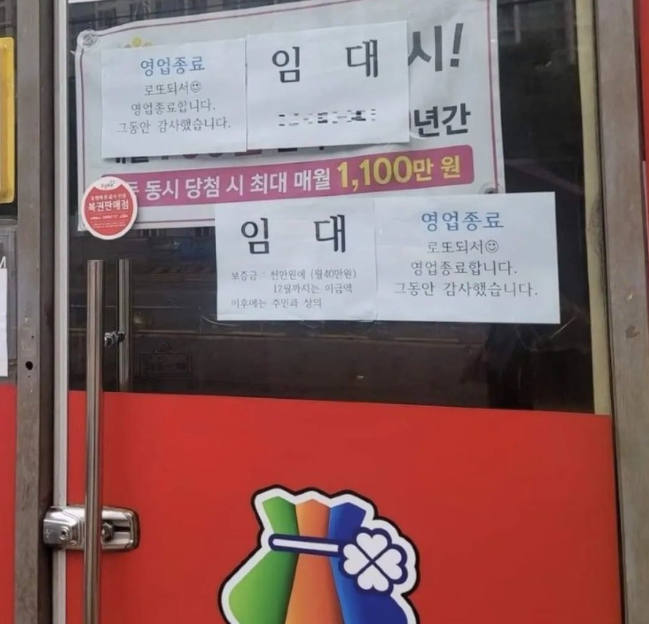 시!
영업종료
로또되서☺
영업종료합니다.
그동안 감사했습니다.
임 대
년간
동시 당첨 시 최대 매월 1,100만 원
복권판매점
임 대
보증금 : 천만원에 (월40만원)
12월까지는 이금액
이후에는 주민과 상의
영업종료
로또되서☺
영업종료합니다.
그동안 감사했습니다.